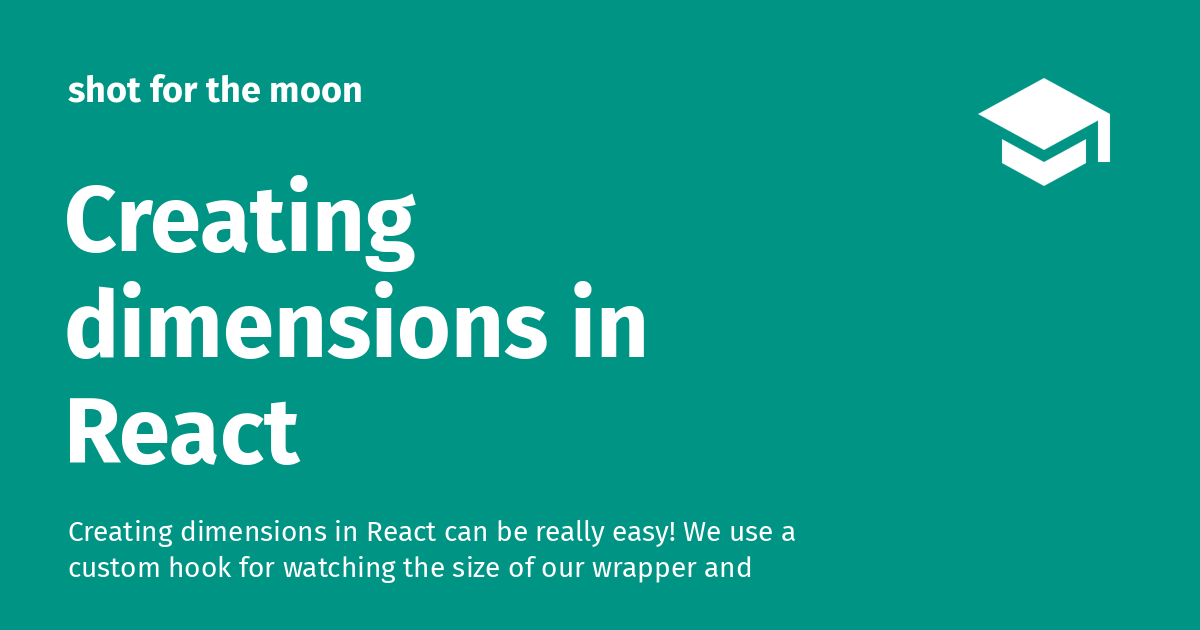 shot for the moon
Creating
dimensions in
React
Creating dimensions in React can be really easy! We use a
custom hook for watching the size of our wrapper and